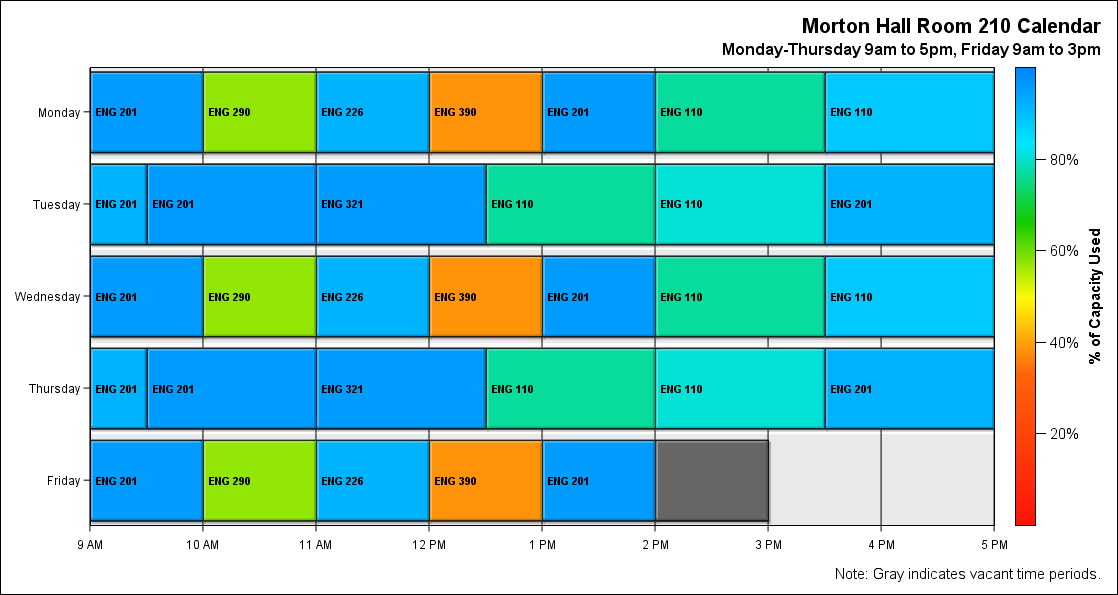 Morton Hall Room 210 Calendar
Monday-Thursday 9am to 5pm, Friday 9am to 3pm
Monday ENG 201 ENG 290 ENG 226 ENG 390 ENG 201 ENG 110 ENG 110
Tuesday ENG 201 ENG 201 ENG 321 ENG 110 ENG 110 ENG 201
Wednesday ENG 201 ENG 290 ENG 226 ENG 390 ENG 201 ENG 110 ENG 110
Thursday ENG 201 ENG 201 ENG 321 ENG 110 ENG 110 ENG 201
Friday ENG 201 ENG 290 ENG 226 ENG 390 ENG 201
9 AM 10 AM 11 AM 12 PM 1 PM 2 PM 3 PM 4 PM 5 PM
80%
60%
40%
20%
% of Capacity Used
Note: Gray indicates vacant time periods.